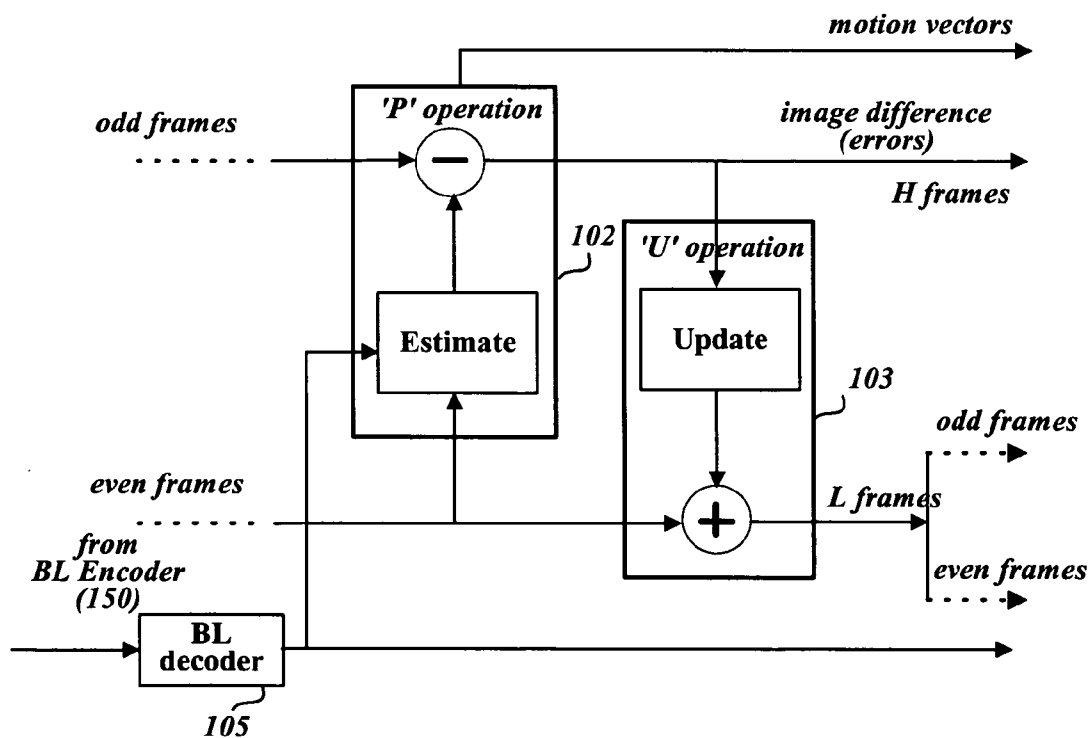 motion vectors
'P' operation
odd frames
−
image difference
(errors)
H frames
102
'U' operation
Estimate
Update
103
odd frames
even frames
+
L frames
from
BL Encoder
(150)
even frames
BL
decoder
105